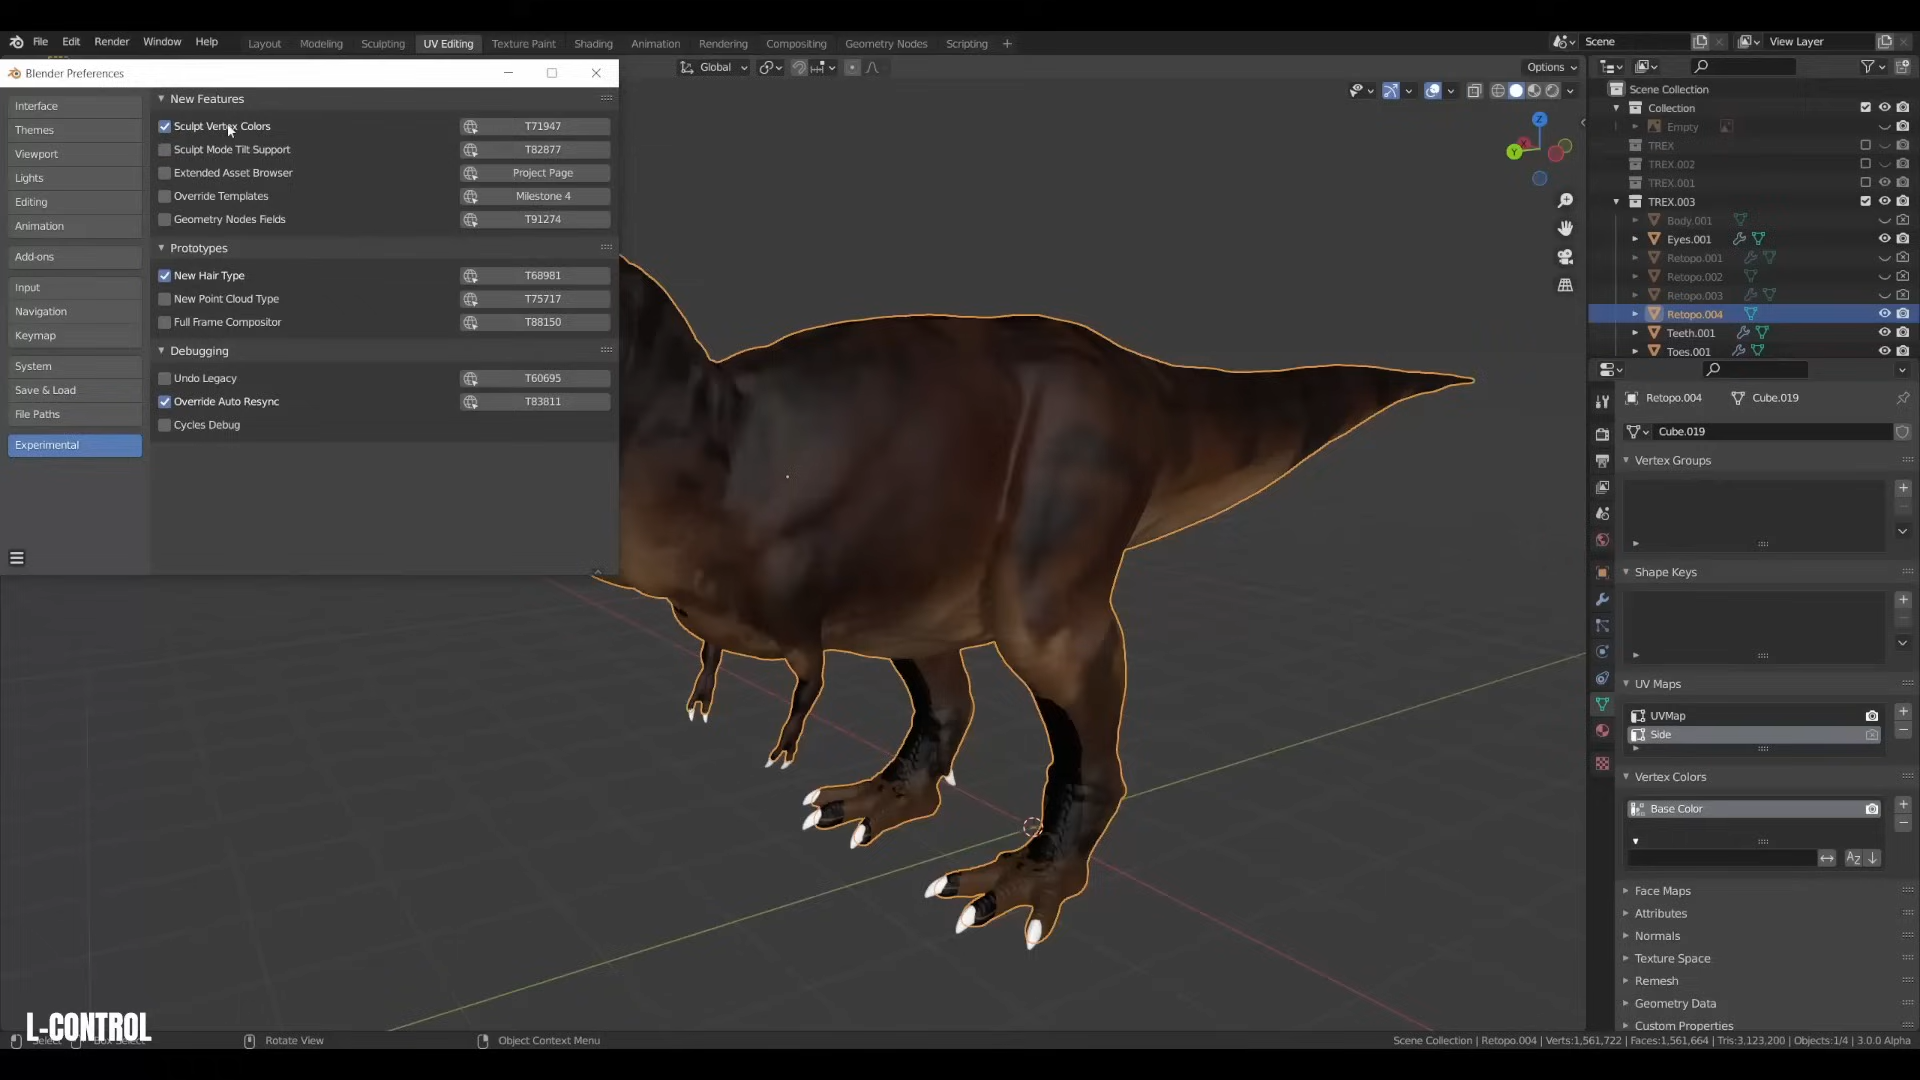 File Edit Render Window Help Layout Modeling Sculpting UV Editing Texture Paint Shading Animation Rendering Compositing Geometry Nodes Scripting + Scene View Layer
Blender Preferences
Global
Options
Interface
Themes
Viewport
Lights
Editing
Animation
Add-ons
Input
Navigation
Keymap
System
Save & Load
File Paths
Experimental
New Features
Sculpt Vertex Colors T71947
Sculpt Mode Tilt Support T82877
Extended Asset Browser Project Page
Override Templates Milestone 4
Geometry Nodes Fields T91274
Prototypes
New Hair Type T68981
New Point Cloud Type T75717
Full Frame Compositor T88150
Debugging
Undo Legacy T60695
Override Auto Resync T83811
Cycles Debug
Z
Y
Scene Collection
Collection
Empty
TREX
TREX.002
TREX.001
TREX.003
Body.001
Eyes.001
Retopo.001
Retopo.002
Retopo.003
Retopo.004
Teeth.001
Toes.001
Retopo.004 Cube.019
Cube.019
Vertex Groups
Shape Keys
UV Maps
UVMap
Side
Vertex Colors
Base Color
Face Maps
Attributes
Normals
Texture Space
Remesh
Geometry Data
Custom Properties
L-CONTROL
Select Box Select Rotate View Object Context Menu
Scene Collection | Retopo.004 | Verts:1,561,722 | Faces:1,561,664 | Tris:3,123,200 | Objects:1/4 | 3.0.0 Alpha